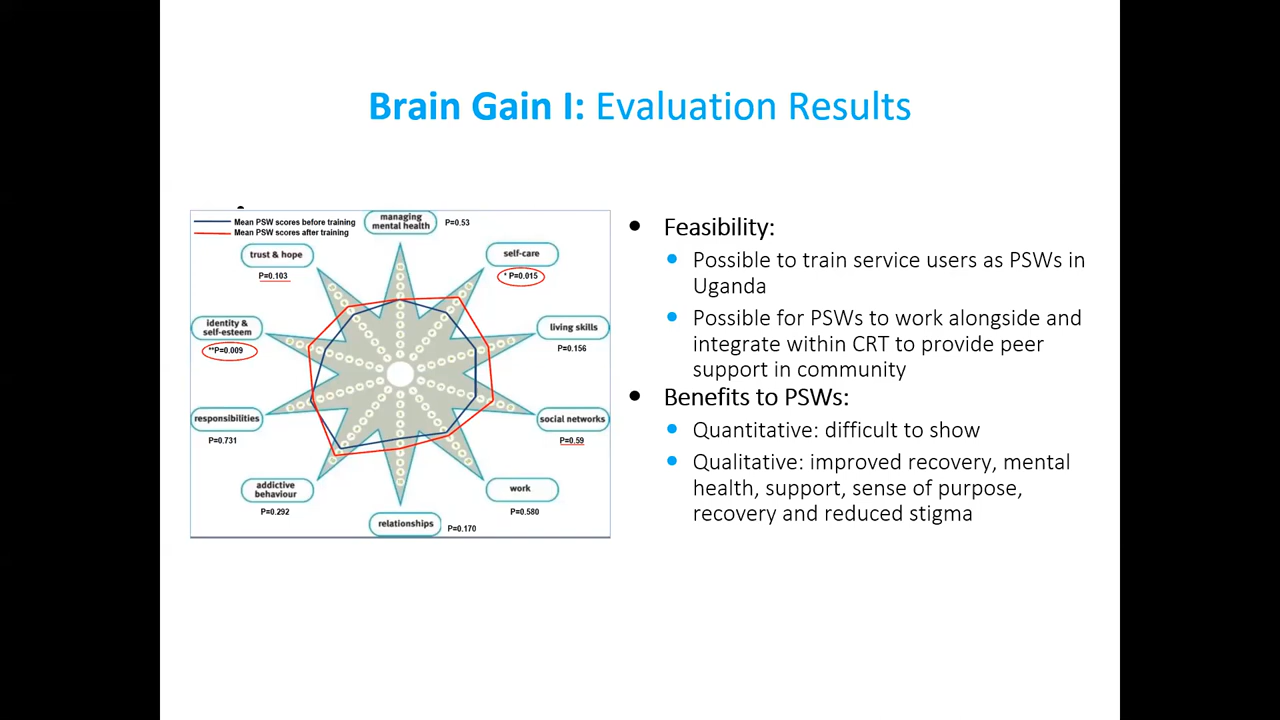 Brain Gain I: Evaluation Results
Mean PSW scores before training
Mean PSW scores after training
managing
mental health
P=0.53
trust & hope
P=0.103
self-care
* P=0.015
identity &
self-esteem
**P=0.009
living skills
P=0.156
responsibilities
P=0.731
social networks
P=0.59
addictive
behaviour
P=0.292
work
P=0.580
relationships
P=0.170
• Feasibility:
• Possible to train service users as PSWs in
Uganda
• Possible for PSWs to work alongside and
integrate within CRT to provide peer
support in community
• Benefits to PSWs:
• Quantitative: difficult to show
• Qualitative: improved recovery, mental
health, support, sense of purpose,
recovery and reduced stigma